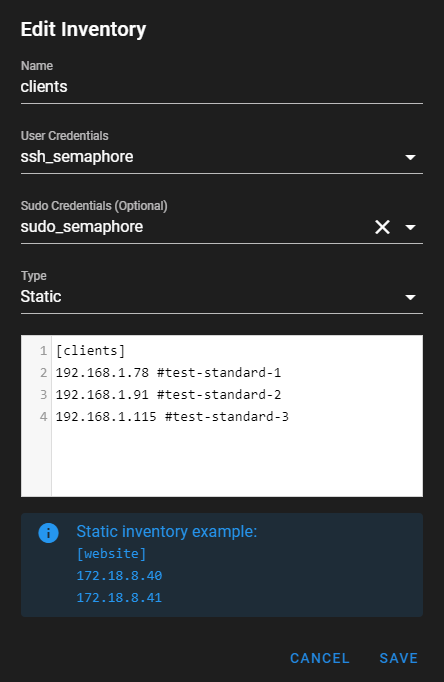 Edit Inventory
Name
clients
User Credentials
ssh_semaphore
Sudo Credentials (Optional)
sudo_semaphore
Type
Static
1 [clients]
2 192.168.1.78 #test-standard-1
3 192.168.1.91 #test-standard-2
4 192.168.1.115 #test-standard-3
Static inventory example:
[website]
172.18.8.40
172.18.8.41
CANCEL SAVE